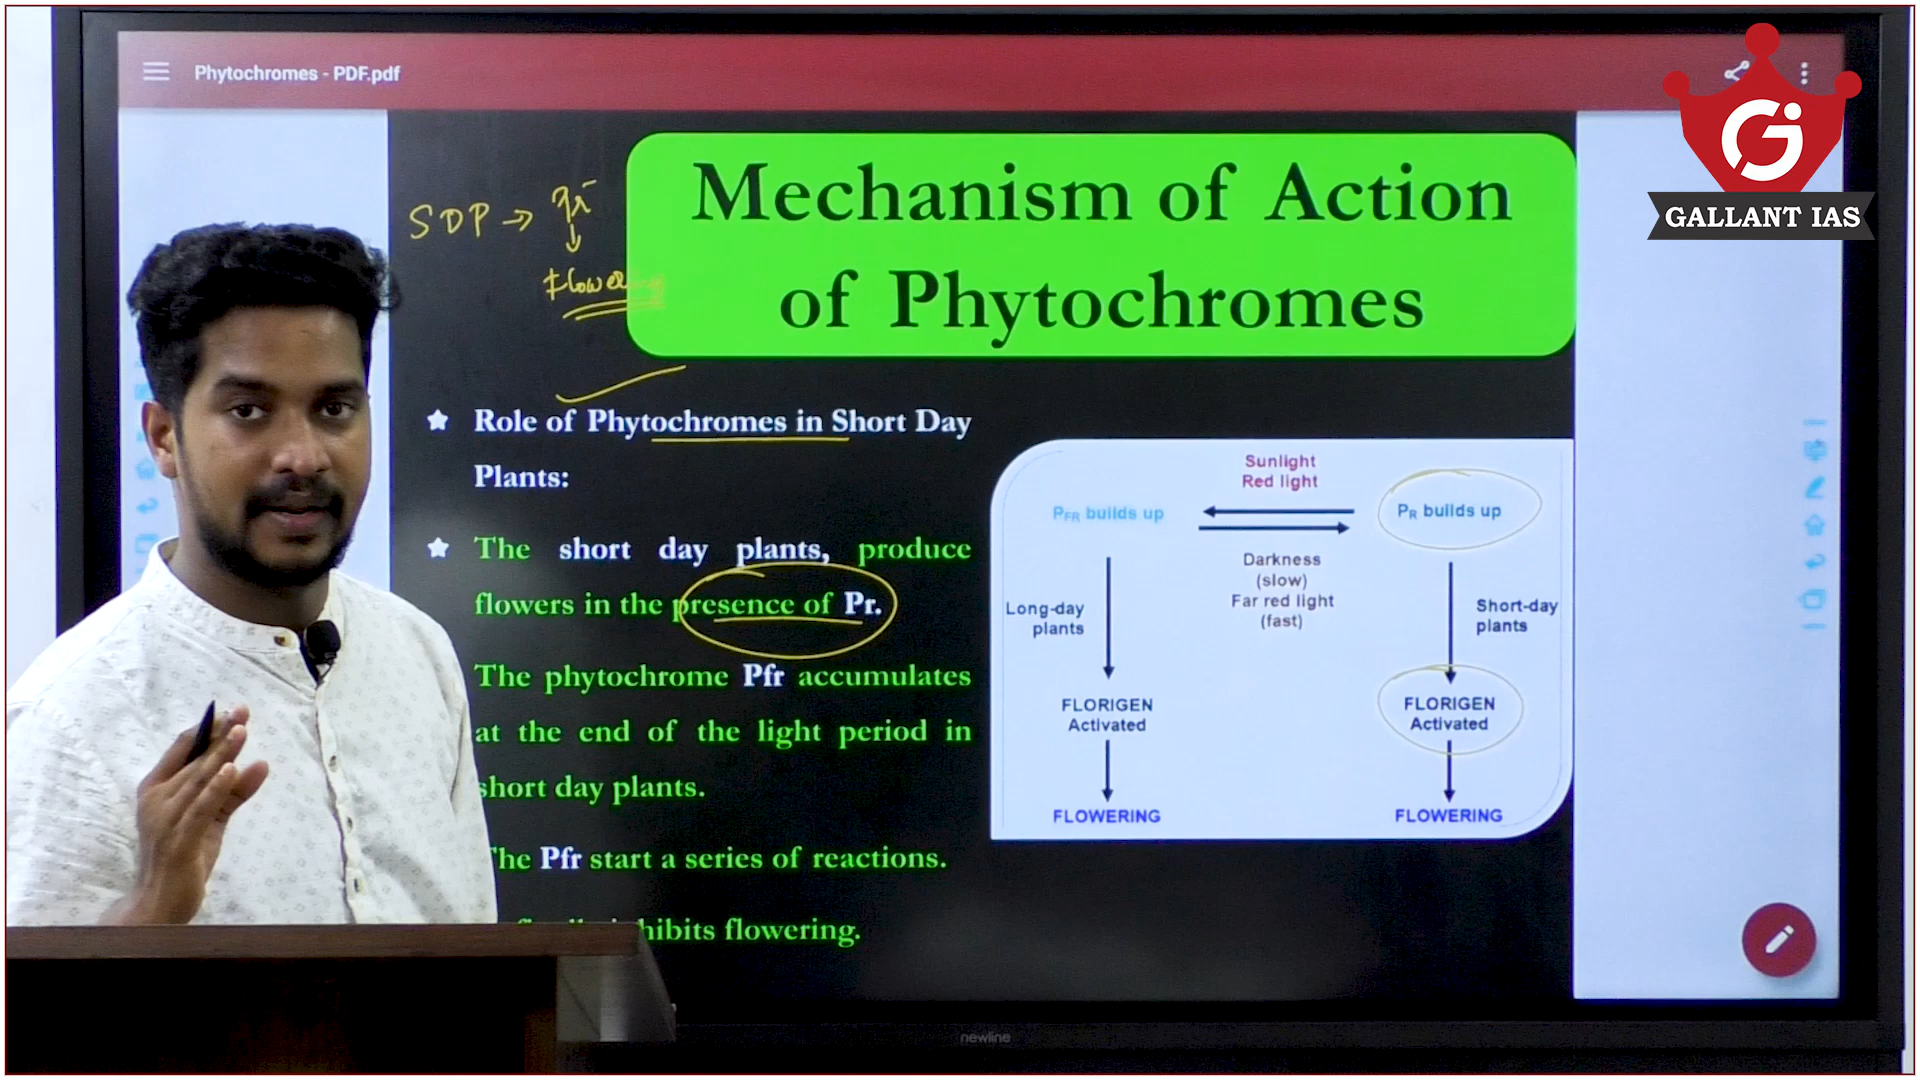 Phytochromes - PDF.pdf
GALLANT IAS
Mechanism of Action
of Phytochromes
SDP →
Flowering
Role of Phytochromes in Short Day
Plants:
The short day plants, produce
flowers in the presence of Pr.
The phytochrome Pfr accumulates
at the end of the light period in
short day plants.
The Pfr start a series of reactions.
hibits flowering.
Sunlight
Red light
PFR builds up
PR builds up
Darkness
(slow)
Far red light
(fast)
Long-day
plants
Short-day
plants
FLORIGEN
Activated
FLORIGEN
Activated
FLOWERING
FLOWERING
newline